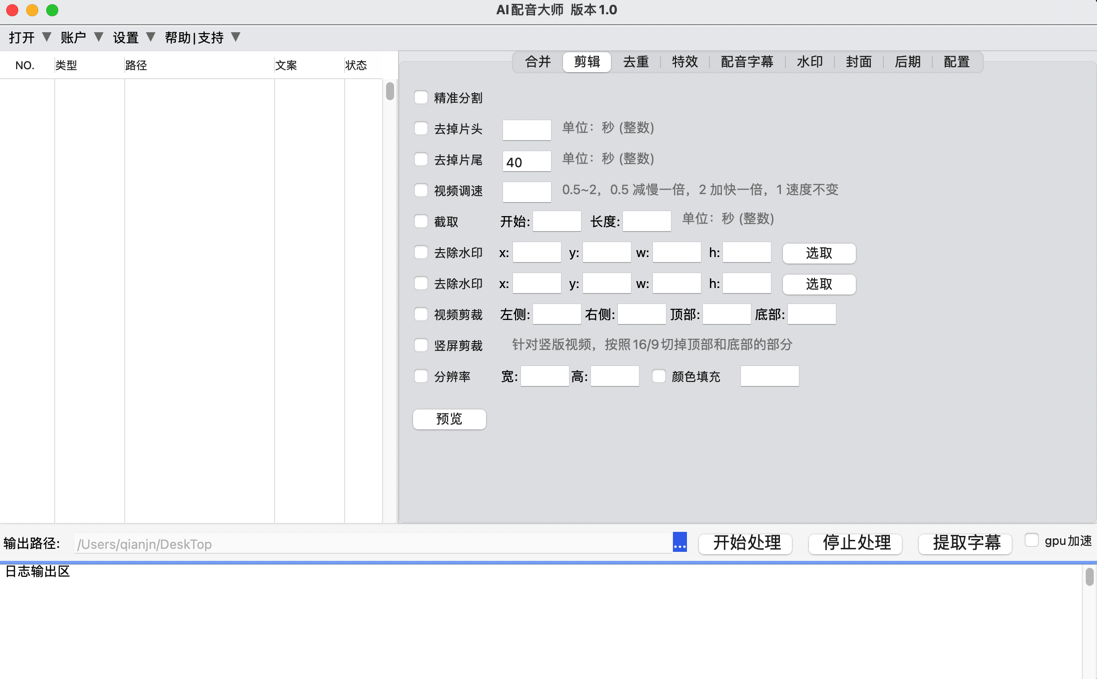 AI配音大师 版本1.0
打开 ▼ 账户 ▼ 设置 ▼ 帮助|支持 ▼
NO. 类型 路径 文案 状态
合并 剪辑 去重 特效 配音字幕 水印 封面 后期 配置
精准分割
去掉片头 单位：秒 (整数)
去掉片尾 40 单位：秒 (整数)
视频调速 0.5~2，0.5 减慢一倍，2 加快一倍，1 速度不变
截取 开始: 长度: 单位：秒 (整数)
去除水印 x: y: w: h: 选取
去除水印 x: y: w: h: 选取
视频剪裁 左侧: 右侧: 顶部: 底部:
竖屏剪裁 针对竖版视频，按照16/9切掉顶部和底部的部分
分辨率 宽: 高: 颜色填充
预览
输出路径: /Users/qianjn/DeskTop ... 开始处理 停止处理 提取字幕 gpu加速
日志输出区